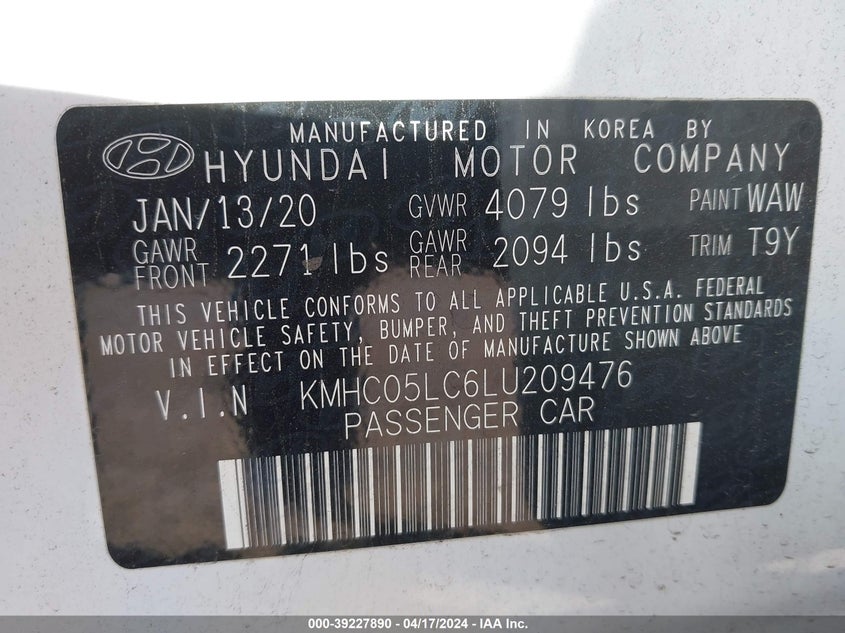 MANUFACTURED IN KOREA BY
HYUNDAI MOTOR COMPANY
JAN/13/20 GVWR 4079 lbs PAINT WAW
GAWR FRONT 2271 lbs GAWR REAR 2094 lbs TRIM T9Y
THIS VEHICLE CONFORMS TO ALL APPLICABLE U.S.A. FEDERAL
MOTOR VEHICLE SAFETY, BUMPER, AND THEFT PREVENTION STANDARDS
IN EFFECT ON THE DATE OF MANUFACTURE SHOWN ABOVE
V.I.N KMHC05LC6LU209476
PASSENGER CAR
000-39227890 - 04/17/2024 - IAA Inc.